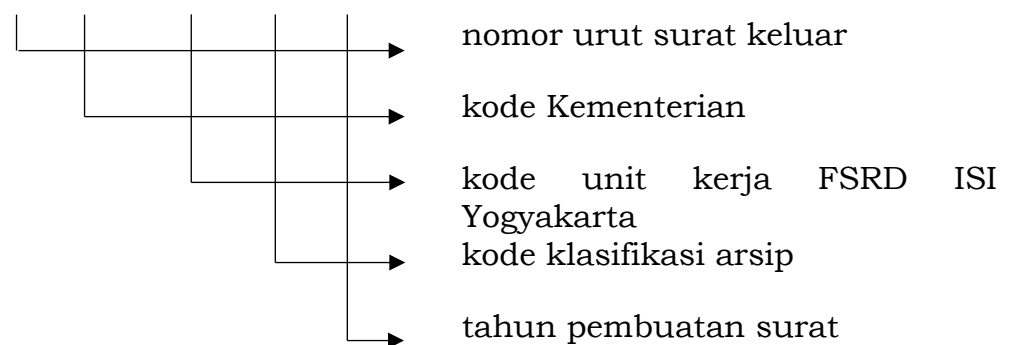 nomor urut surat keluar
kode Kementerian
kode unit kerja FSRD ISI
Yogyakarta
kode klasifikasi arsip
tahun pembuatan surat